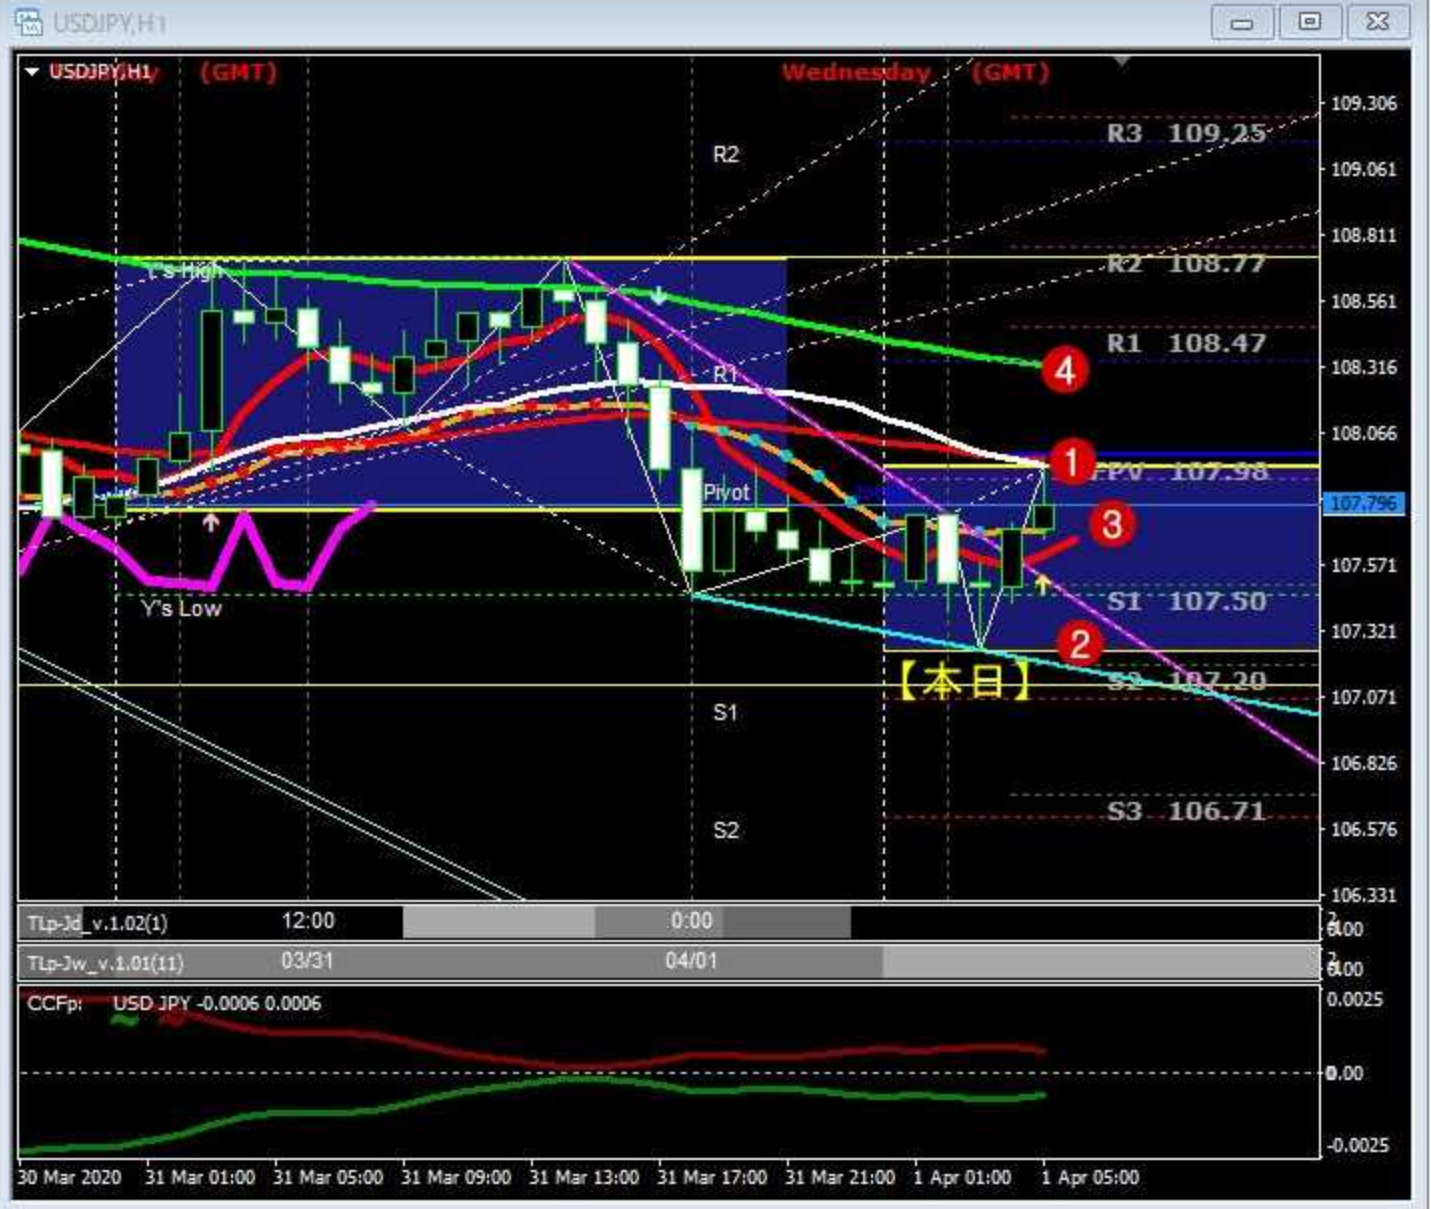 USDJPY,H1
USDJPY,H1 (GMT)
Wednesday (GMT)
109.306
R3 109.25
R2
109.061
108.811
Y's High
R2 108.77
108.561
R1 108.47
R1
4
108.316
108.066
1
PV 107.98
Pivot
107.796
3
107.571
Y's Low
S1 107.50
107.321
2
【本日】
S2 107.20
107.071
S1
106.826
S3 106.71
S2
106.576
106.331
TLp-Jd_v.1.02(1) 12:00 0:00
TLp-Jw_v.1.01(11) 03/31 04/01
CCFp: USD JPY -0.0006 0.0006
0.0025
0.00
-0.0025
30 Mar 2020 31 Mar 01:00 31 Mar 05:00 31 Mar 09:00 31 Mar 13:00 31 Mar 17:00 31 Mar 21:00 1 Apr 01:00 1 Apr 05:00